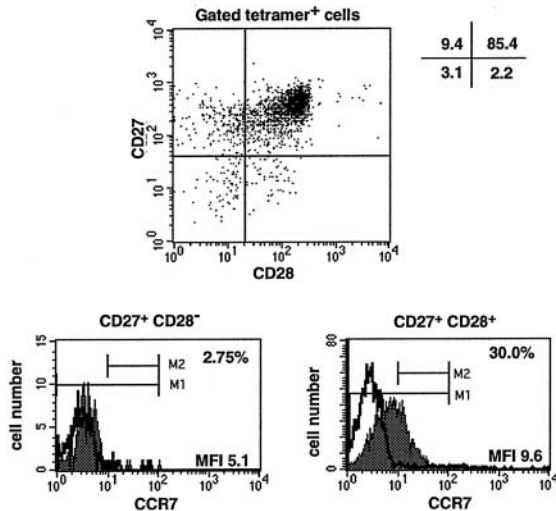 Gated tetramer+ cells
9.4 85.4
3.1 2.2
10^4
10^3
10^2
10^1
10^0
CD27
10^0 10^1 10^2 10^3 10^4
CD28
CD27+ CD28-
15
10
5
0
cell number
2.75%
M2
M1
MFI 5.1
10^0 10^1 10^2 10^3 10^4
CCR7
CD27+ CD28+
80
60
40
20
0
cell number
30.0%
M2
M1
MFI 9.6
10^0 10^1 10^2 10^3 10^4
CCR7